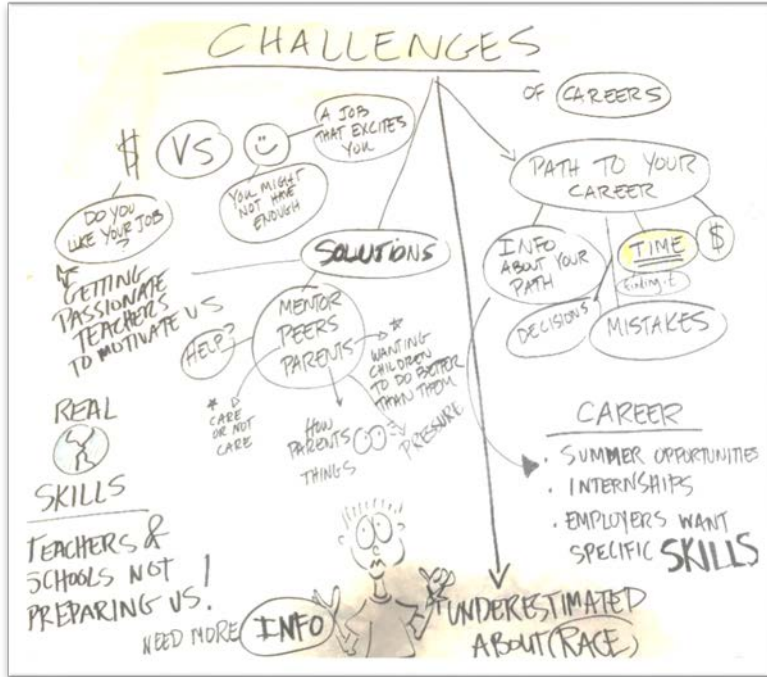 CHALLENGES
OF CAREERS
$ VS
A JOB
THAT EXCITES
YOU
YOU MIGHT
NOT HAVE
ENOUGH
DO YOU
LIKE YOUR JOB
?
PATH TO YOUR
CAREER
INFO
ABOUT YOUR
PATH
TIME
finding it
$
DECISIONS
MISTAKES
SOLUTIONS
GETTING
PASSIONATE
TEACHERS
TO MOTIVATE US
HELP?
MENTOR
PEERS
PARENTS
WANTING
CHILDREN
TO DO BETTER
THAN THEM
CARE
OR NOT
CARE
HOW
PARENTS
THINGS
PRESSURE
REAL
SKILLS
TEACHERS &
SCHOOLS NOT
PREPARING US!
NEED MORE INFO
CAREER
• SUMMER OPPORTUNITIES
• INTERNSHIPS
• EMPLOYERS WANT
SPECIFIC SKILLS
UNDERESTIMATED
ABOUT (RACE)